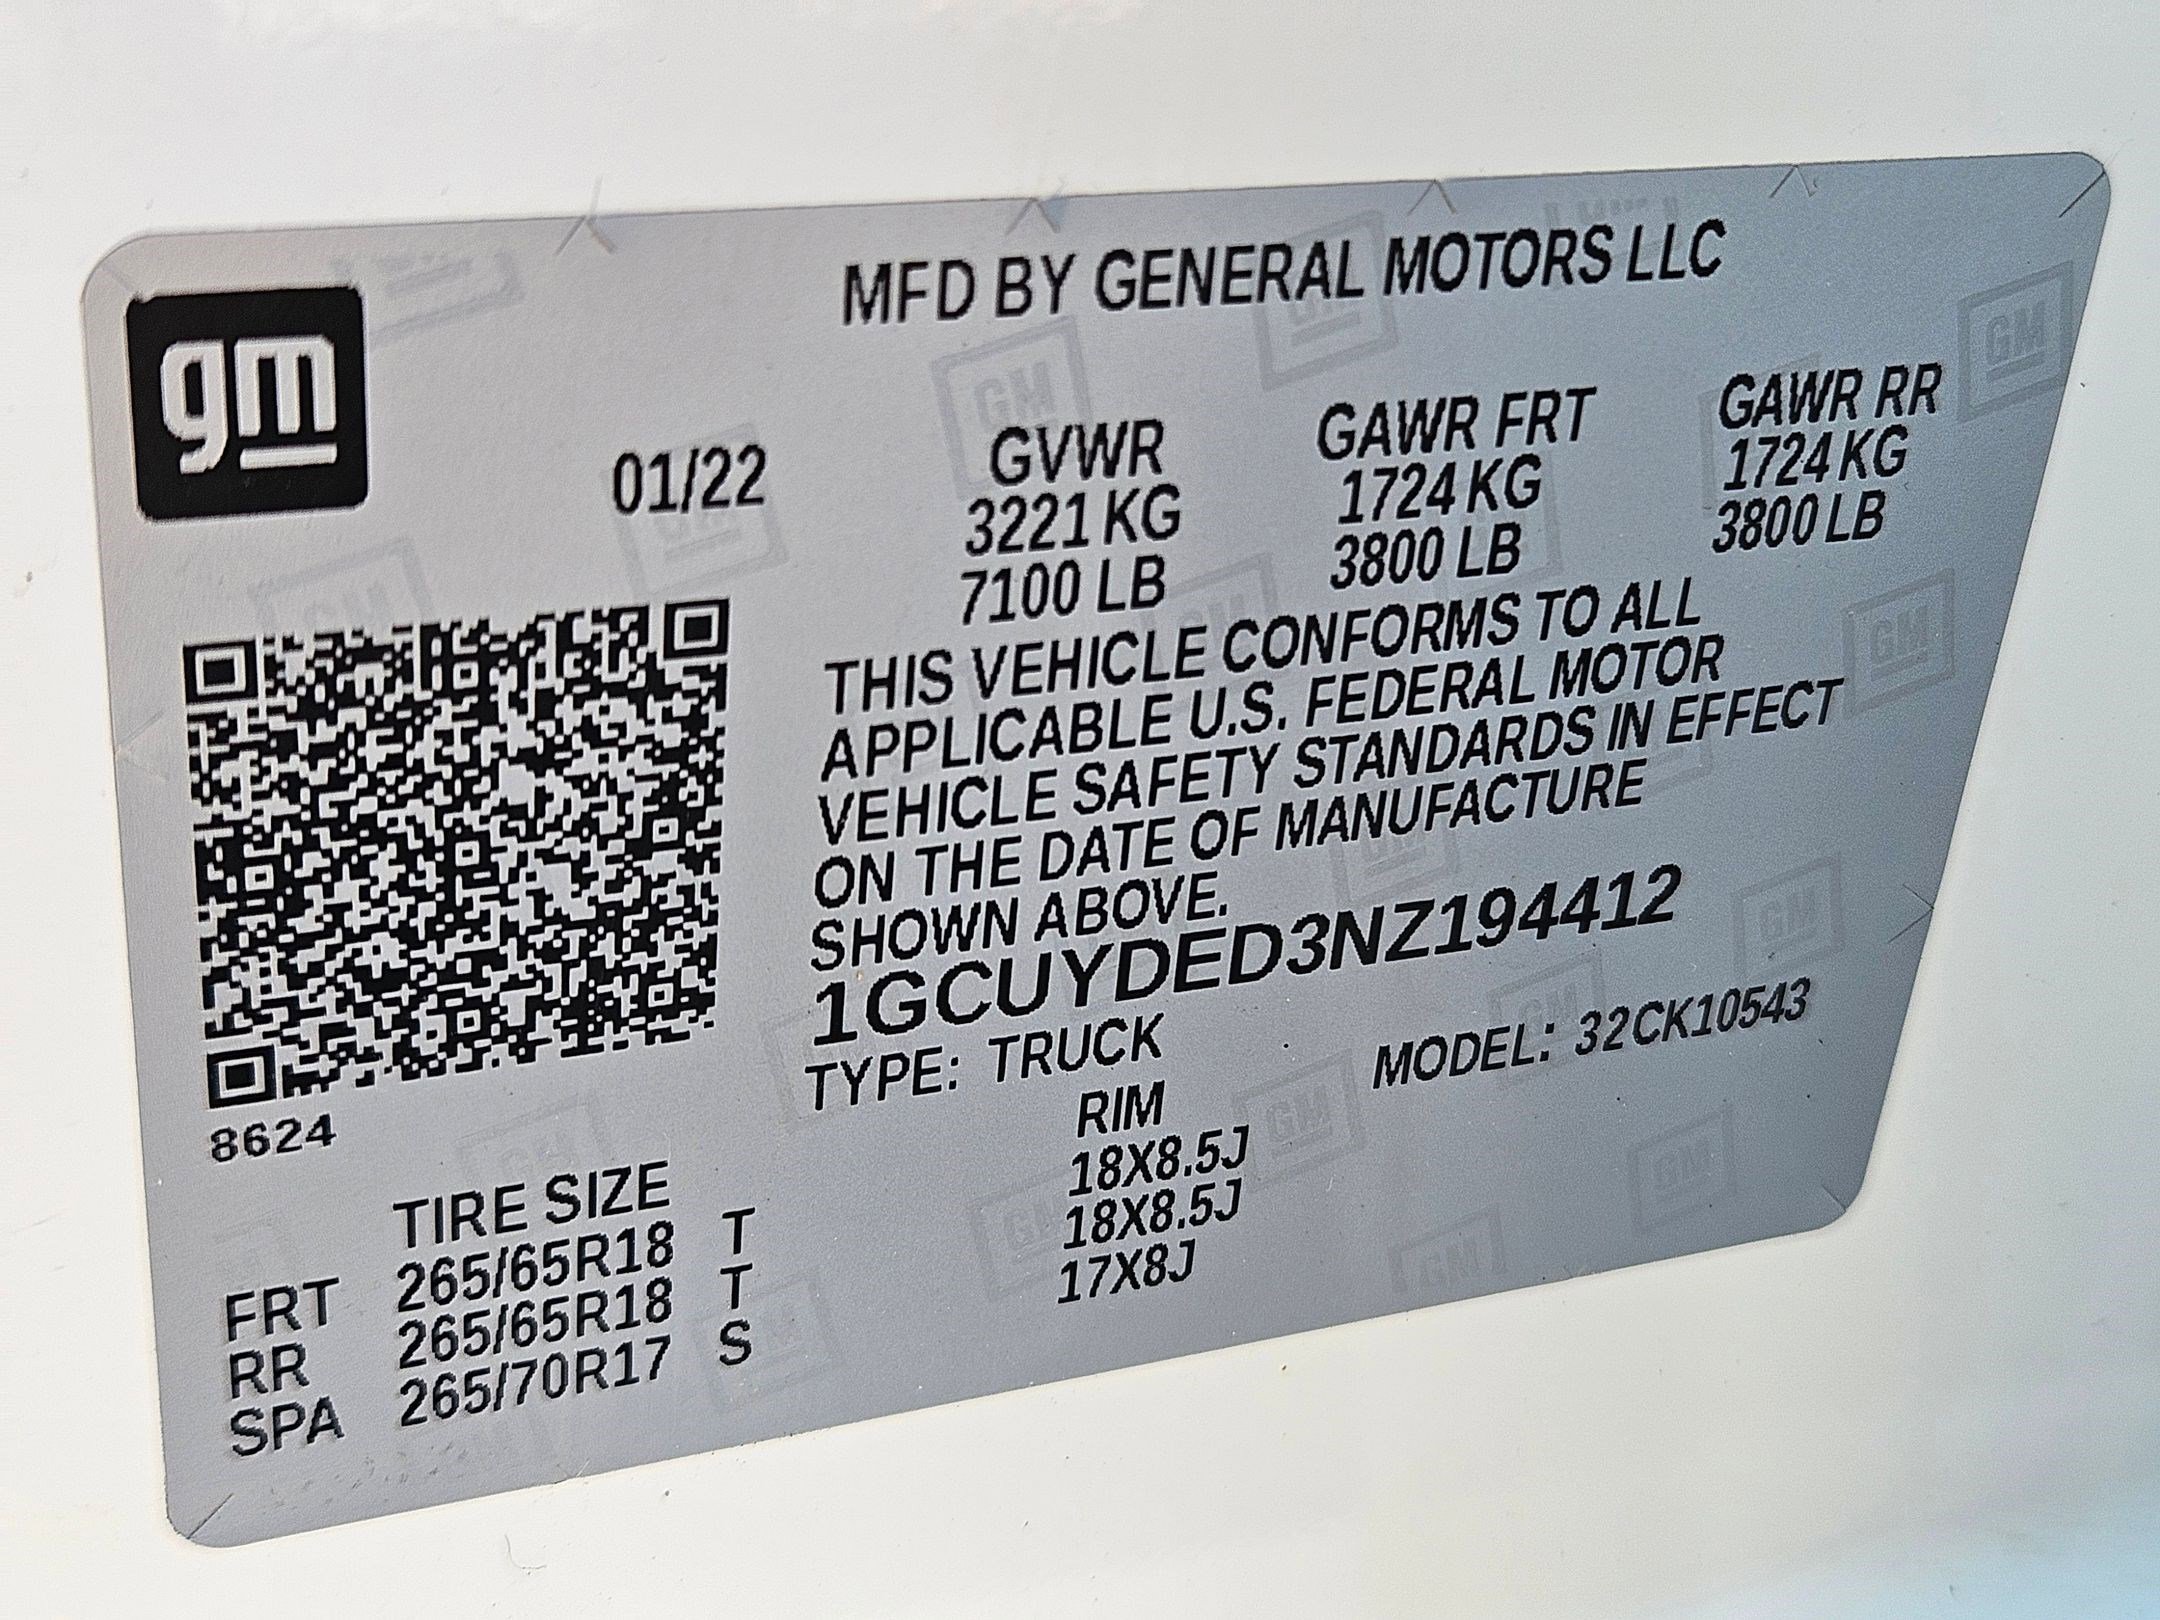 gm
MFD BY GENERAL MOTORS LLC
01/22
GVWR GAWR FRT GAWR RR
3221 KG 1724 KG 1724 KG
7100 LB 3800 LB 3800 LB
THIS VEHICLE CONFORMS TO ALL
APPLICABLE U.S. FEDERAL MOTOR
VEHICLE SAFETY STANDARDS IN EFFECT
ON THE DATE OF MANUFACTURE
SHOWN ABOVE.
1GCUYDED3NZ194412
TYPE: TRUCK MODEL: 32CK10543
8624
TIRE SIZE RIM
FRT 265/65R18 T 18X8.5J
RR 265/65R18 T 18X8.5J
SPA 265/70R17 S 17X8J